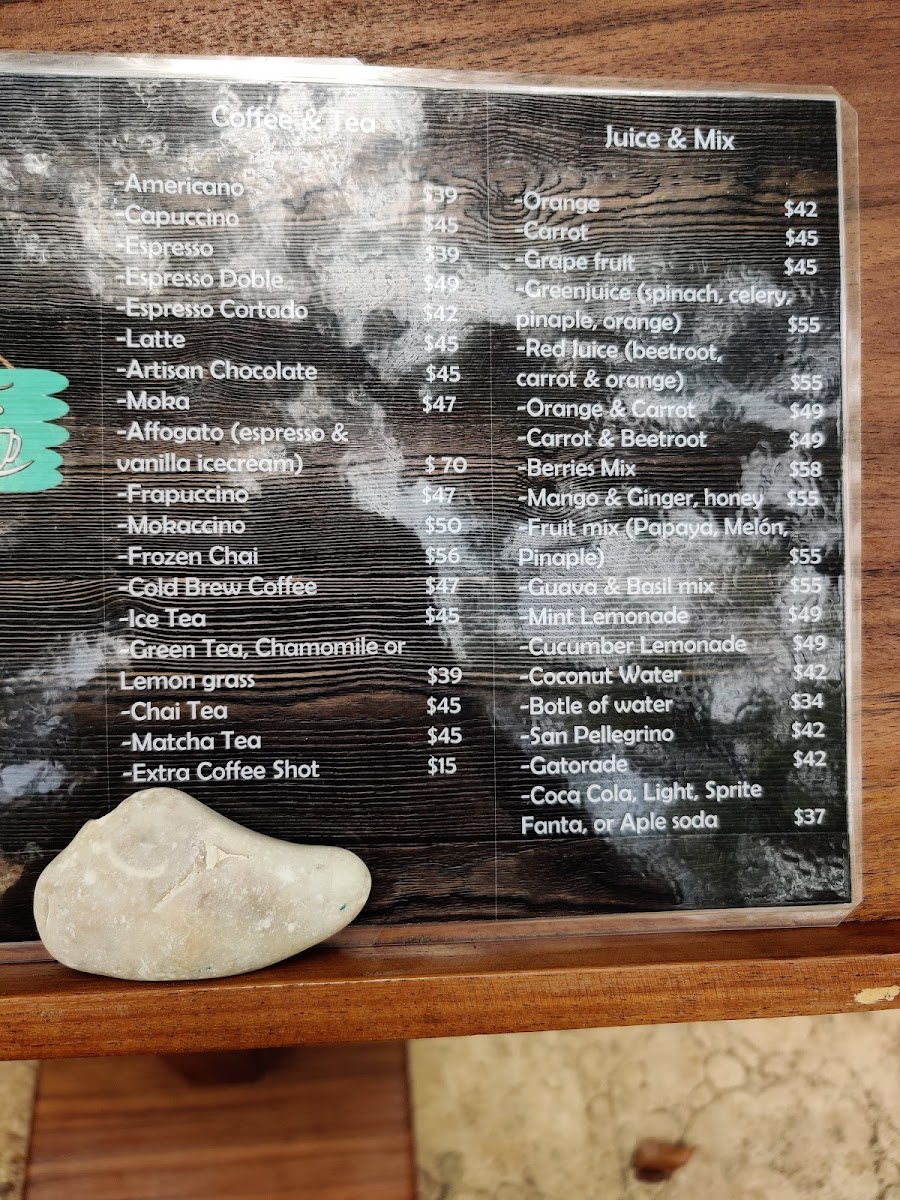 Coffee & Tea
-Americano $39
-Capuccino $45
-Espresso $39
-Espresso Doble $49
-Espresso Cortado $42
-Latte $45
-Artisan Chocolate $45
-Moka $47
-Affogato (espresso &
vanilla icecream) $ 70
-Frapuccino $47
-Mokaccino $50
-Frozen Chai $56
-Cold Brew Coffee $47
-Ice Tea $45
-Green Tea, Chamomile or
Lemon grass $39
-Chai Tea $45
-Matcha Tea $45
-Extra Coffee Shot $15
Juice & Mix
-Orange $42
-Carrot $45
-Grape fruit $45
-Greenjuice (spinach, celery,
pinaple, orange) $55
-Red Juice (beetroot,
carrot & orange) $55
-Orange & Carrot $49
-Carrot & Beetroot $49
-Berries Mix $58
-Mango & Ginger, honey $55
-Fruit mix (Papaya, Melón,
Pinaple) $55
-Guava & Basil mix $55
-Mint Lemonade $49
-Cucumber Lemonade $49
-Coconut Water $42
-Botle of water $34
-San Pellegrino $42
-Gatorade $42
-Coca Cola, Light, Sprite
Fanta, or Aple soda $37